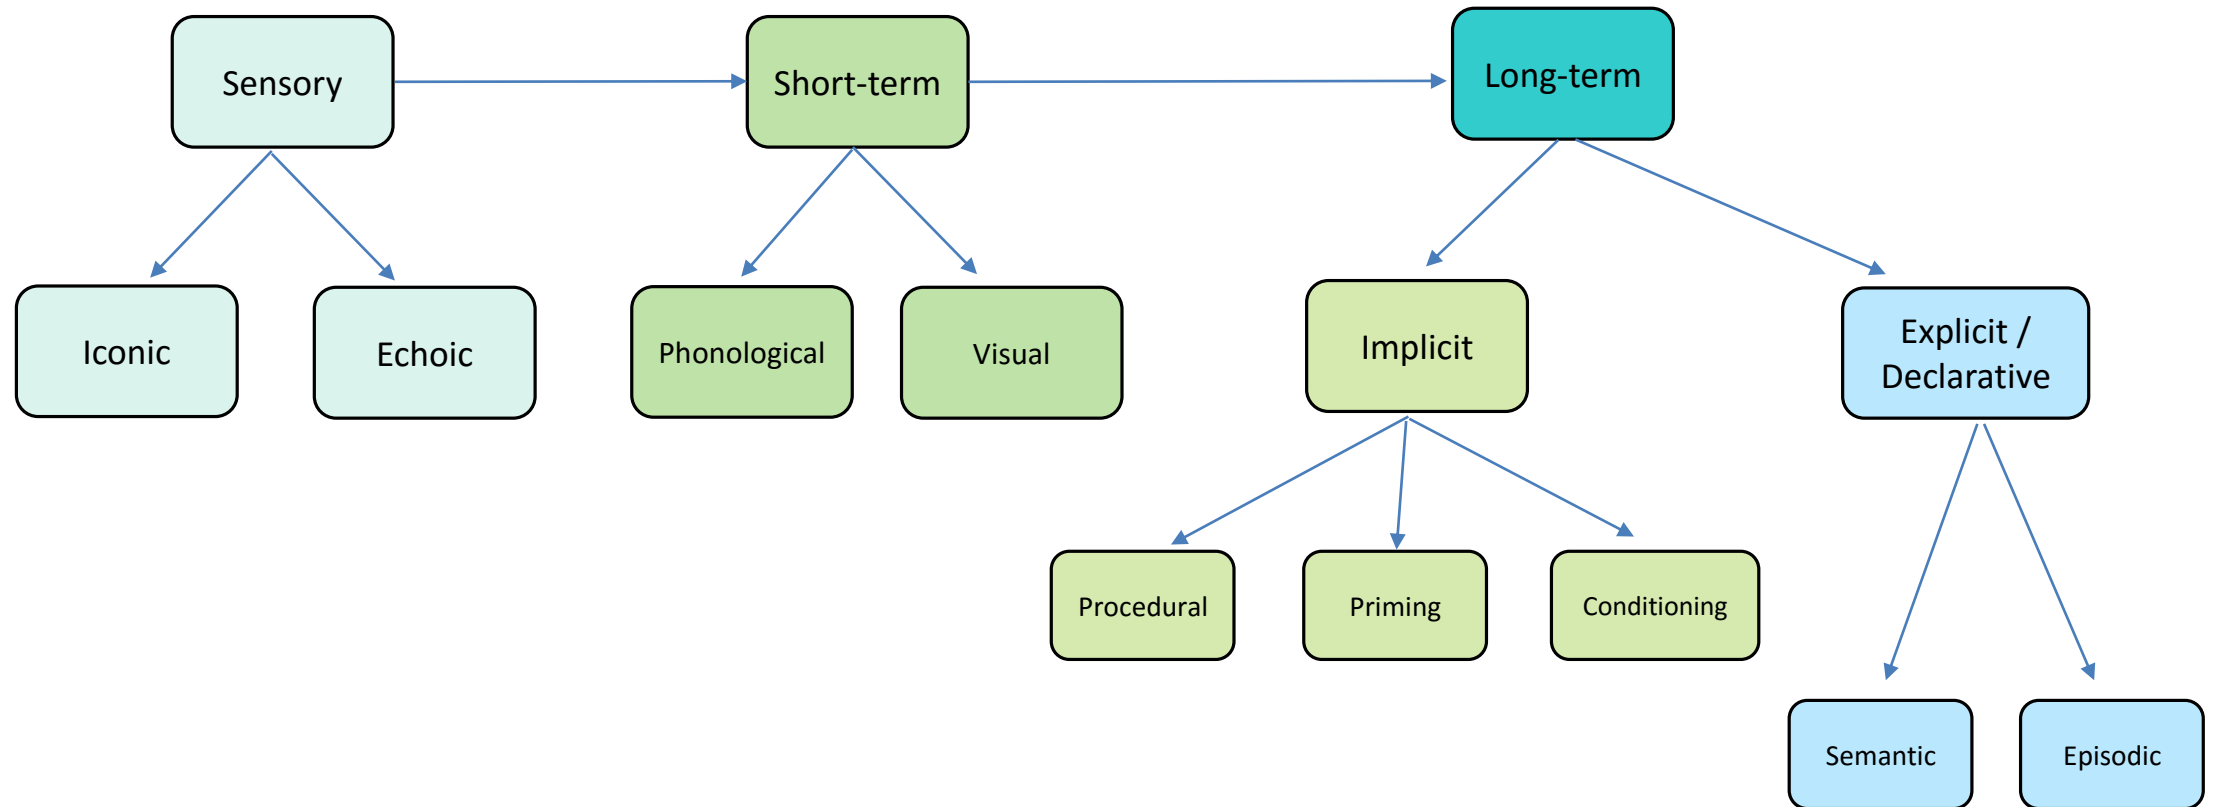 Sensory
Short-term
Long-term
Iconic
Echoic
Phonological
Visual
Implicit
Explicit /
Declarative
Procedural
Priming
Conditioning
Semantic
Episodic